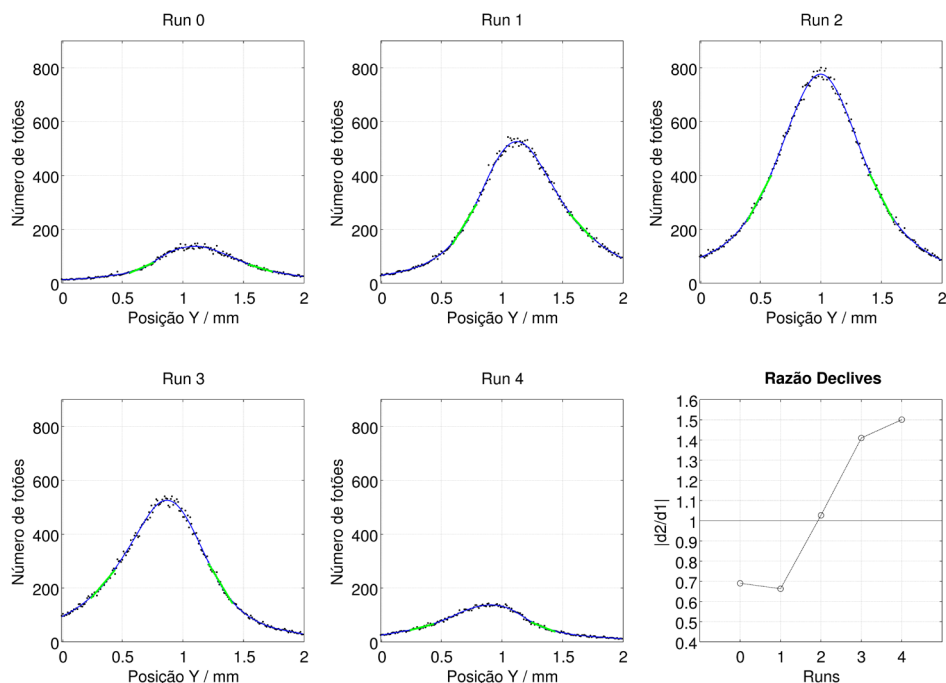 Run 0
Run 1
Run 2
Número de fotões
800
600
400
200
0
0 0.5 1 1.5 2
Posição Y / mm
Número de fotões
800
600
400
200
0
0 0.5 1 1.5 2
Posição Y / mm
Número de fotões
800
600
400
200
0
0 0.5 1 1.5 2
Posição Y / mm
Run 3
Run 4
Razão Declives
Número de fotões
800
600
400
200
0
0 0.5 1 1.5 2
Posição Y / mm
Número de fotões
800
600
400
200
0
0 0.5 1 1.5 2
Posição Y / mm
|d2/d1|
1.6
1.5
1.4
1.3
1.2
1.1
1
0.9
0.8
0.7
0.6
0.5
0.4
0 1 2 3 4
Runs